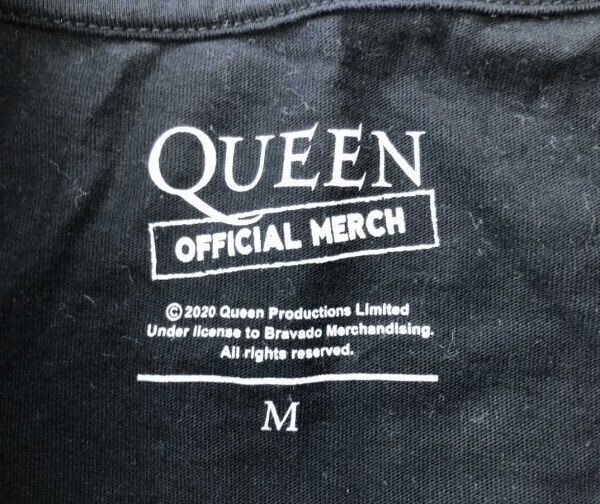 QUEEN
OFFICIAL MERCH
© 2020 Queen Productions Limited
Under license to Bravado Merchandising.
All rights reserved.
M